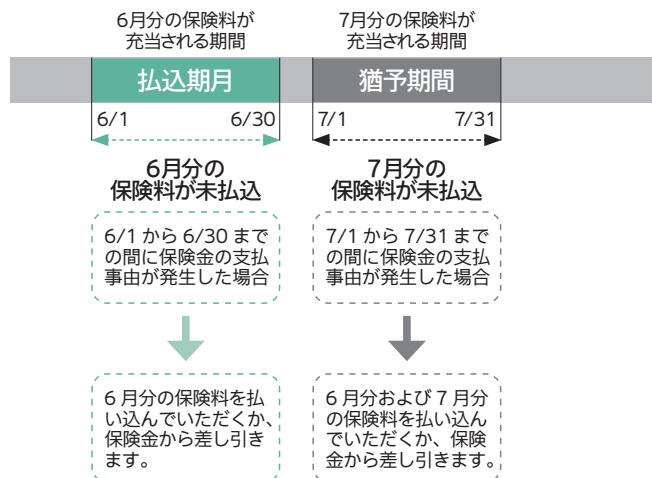 6月分の保険料が
充当される期間
7月分の保険料が
充当される期間
払込期月
猶予期間
6/1
6/30
7/1
7/31
6月分の
保険料が未払込
7月分の
保険料が未払込
6/1 から 6/30 まで
の間に保険金の支払
事由が発生した場合
7/1 から 7/31 まで
の間に保険金の支払
事由が発生した場合
6 月分の保険料を払
い込んでいただくか、
保険金から差し引き
ます。
6 月分および 7 月分
の保険料を払い込ん
でいただくか、保険
金から差し引きます。